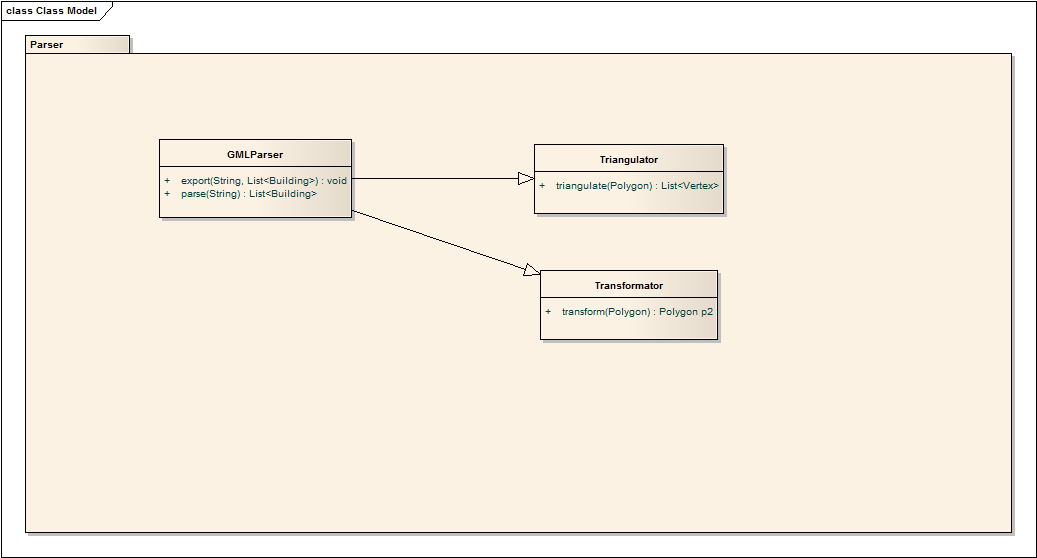 class Class Model
Parser
GMLParser
+ export(String, List<Building>) : void
+ parse(String) : List<Building>
Triangulator
+ triangulate(Polygon) : List<Vertex>
Transformator
+ transform(Polygon) : Polygon p2